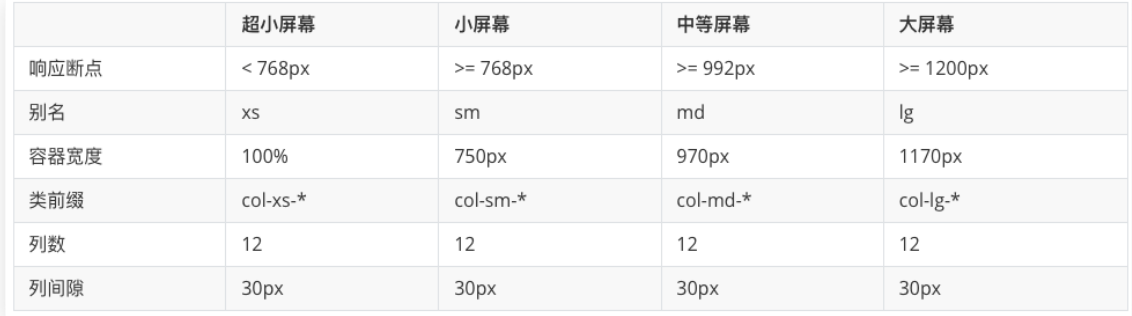 超小屏幕 小屏幕 中等屏幕 大屏幕
响应断点 < 768px >= 768px >= 992px >= 1200px
别名 xs sm md lg
容器宽度 100% 750px 970px 1170px
类前缀 col-xs-* col-sm-* col-md-* col-lg-*
列数 12 12 12 12
列间隙 30px 30px 30px 30px